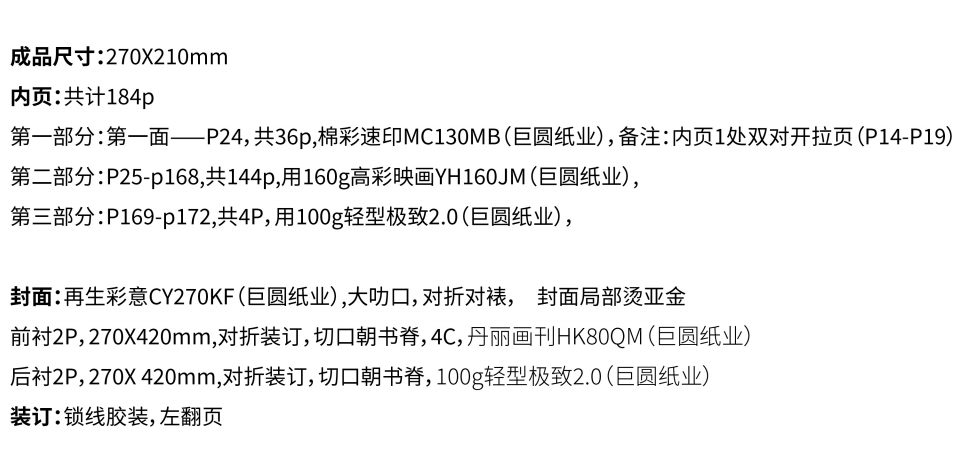 成品尺寸：270X210mm
内页：共计184p
第一部分：第一面——P24，共36p,棉彩速印MC130MB（巨圆纸业），备注：内页1处双对开拉页（P14-P19）
第二部分：P25-p168,共144p,用160g高彩映画YH160JM（巨圆纸业）,
第三部分：P169-p172,共4P，用100g轻型极致2.0（巨圆纸业），
封面：再生彩意CY270KF（巨圆纸业）,大叻口，对折对裱， 封面局部烫亚金
前衬2P，270X420mm,对折装订，切口朝书脊，4C，丹丽画刊HK80QM（巨圆纸业）
后衬2P，270X 420mm,对折装订，切口朝书脊，100g轻型极致2.0（巨圆纸业）
装订：锁线胶装，左翻页